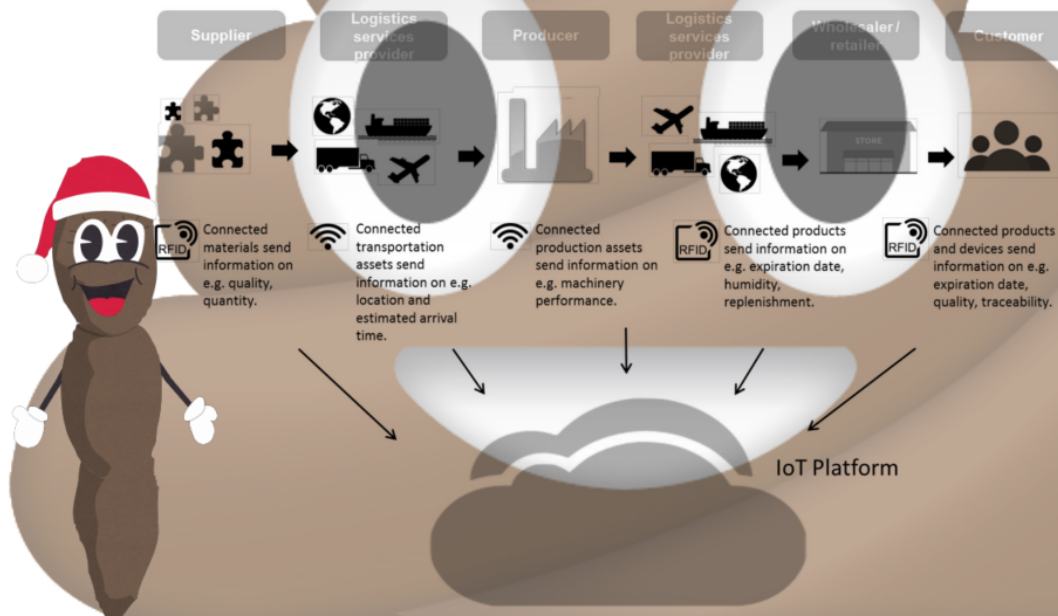 Supplier
Logistics
services
provider
Producer
Logistics
services
provider
Wholesaler/
retailer
Customer
STORE
RFID
Connected
materials send
information on
e.g. quality,
quantity.
Connected
transportation
assets send
information on e.g.
location and
estimated arrival
time.
Connected
production assets
send information on
e.g. machinery
performance.
RFID
Connected products
send information on
e.g. expiration date,
humidity,
replenishment.
RFID
Connected products
and devices send
information on e.g.
expiration date,
quality, traceability.
IoT Platform